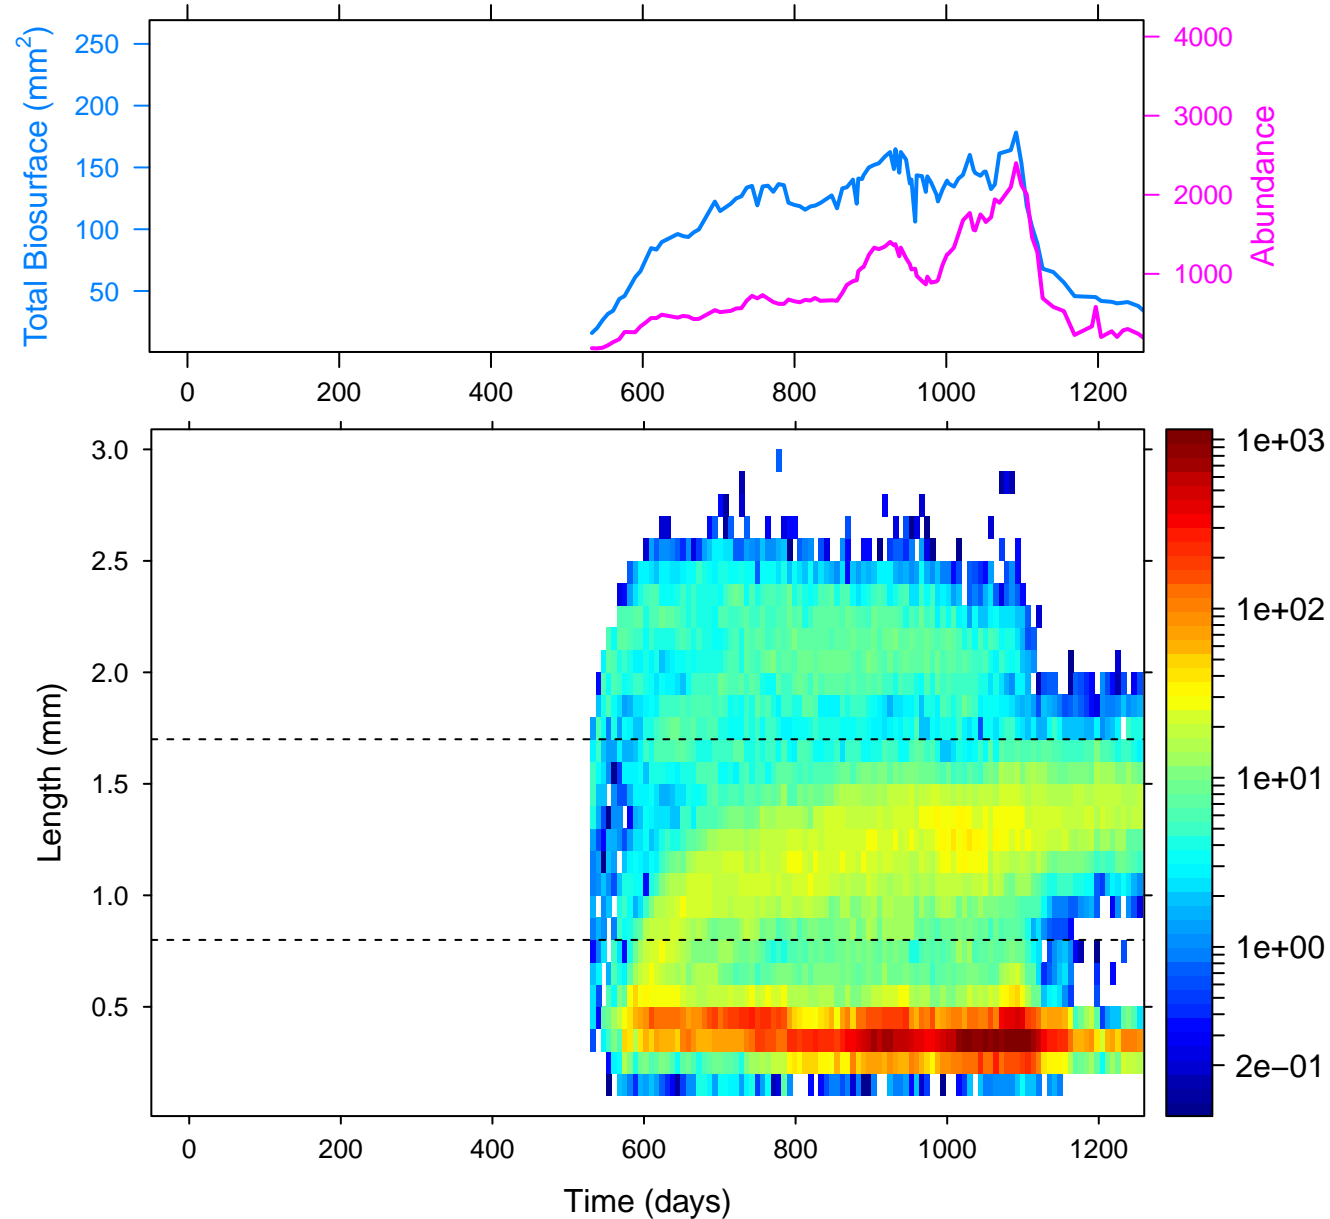 Total Biosurface (mm²)
250
200
150
100
50
4000
3000
2000
1000
Abundance
0 200 400 600 800 1000 1200
Length (mm)
3.0
2.5
2.0
1.5
1.0
0.5
1e+03
1e+02
1e+01
1e+00
2e−01
0 200 400 600 800 1000 1200
Time (days)